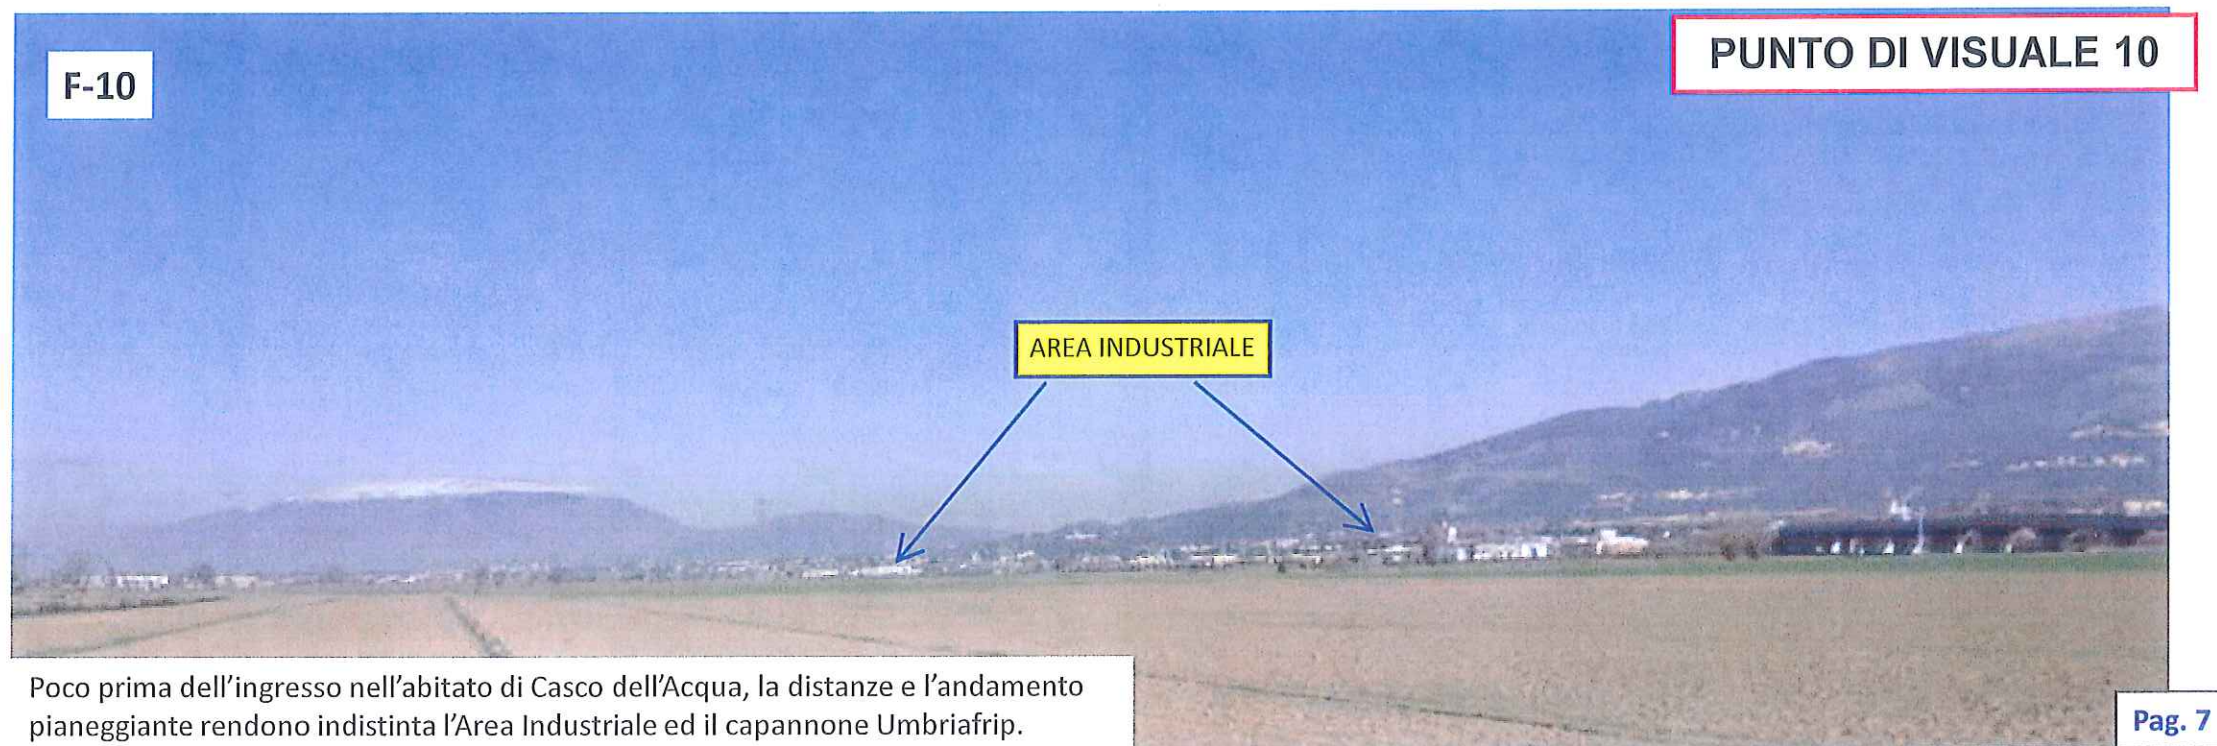 F-10
PUNTO DI VISUALE 10
AREA INDUSTRIALE
Poco prima dell'ingresso nell'abitato di Casco dell'Acqua, la distanze e l'andamento
pianeggiante rendono indistinta l'Area Industriale ed il capannone Umbriafrip.
Pag. 7